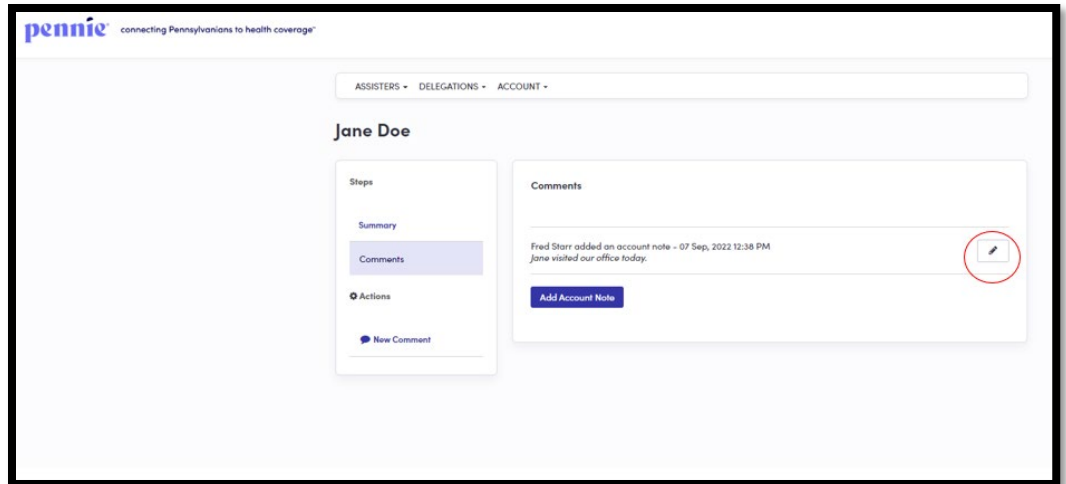 pennie® connecting Pennsylvanians to health coverage℠
ASSISTERS DELEGATIONS ACCOUNT
Jane Doe
Steps
Summary
Comments
Actions
New Comment
Comments
Fred Starr added an account note - 07 Sep, 2022 12:38 PM
Jane visited our office today.
Add Account Note